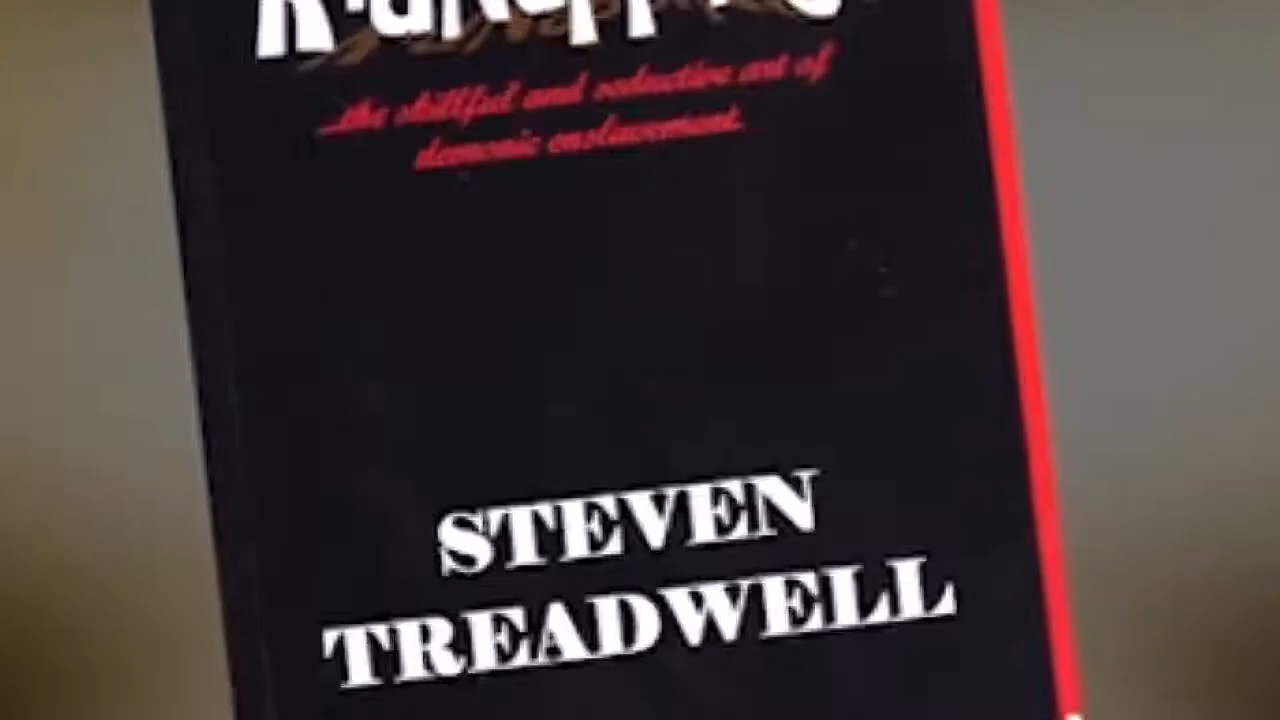 ...the skillful and seductive art of
demonic enslavement.
STEVEN
TREADWELL